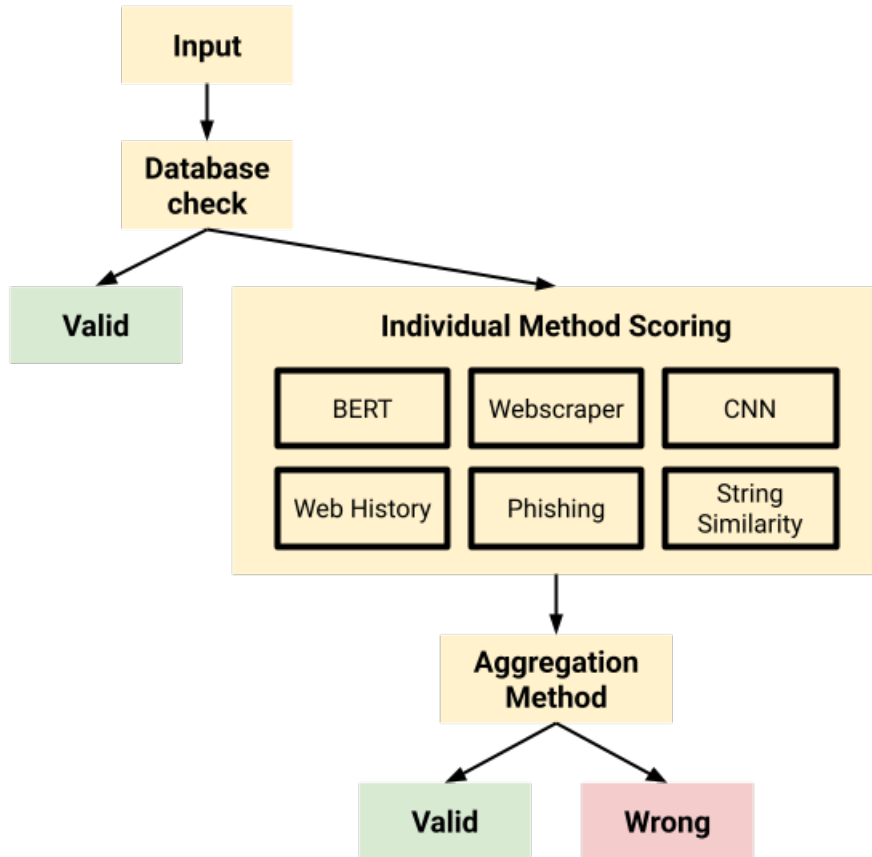 Input
Database
check
Valid
Individual Method Scoring
BERT
Webscraper
CNN
Web History
Phishing
String
Similarity
Aggregation
Method
Valid
Wrong